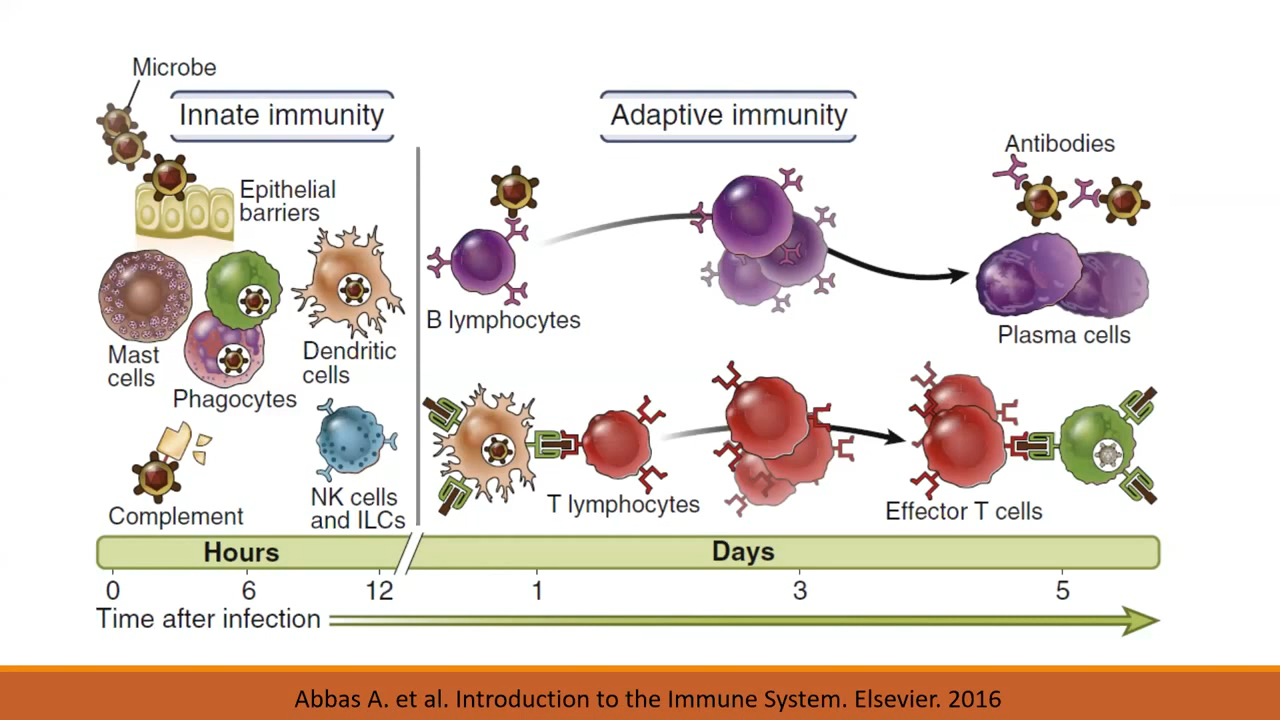 Microbe
Innate immunity
Adaptive immunity
Antibodies
Epithelial
barriers
B lymphocytes
Plasma cells
Mast
cells
Dendritic
cells
Phagocytes
NK cells
and ILCs
T lymphocytes
Effector T cells
Complement
Hours
Days
0 6 12 1 3 5
Time after infection
Abbas A. et al. Introduction to the Immune System. Elsevier. 2016